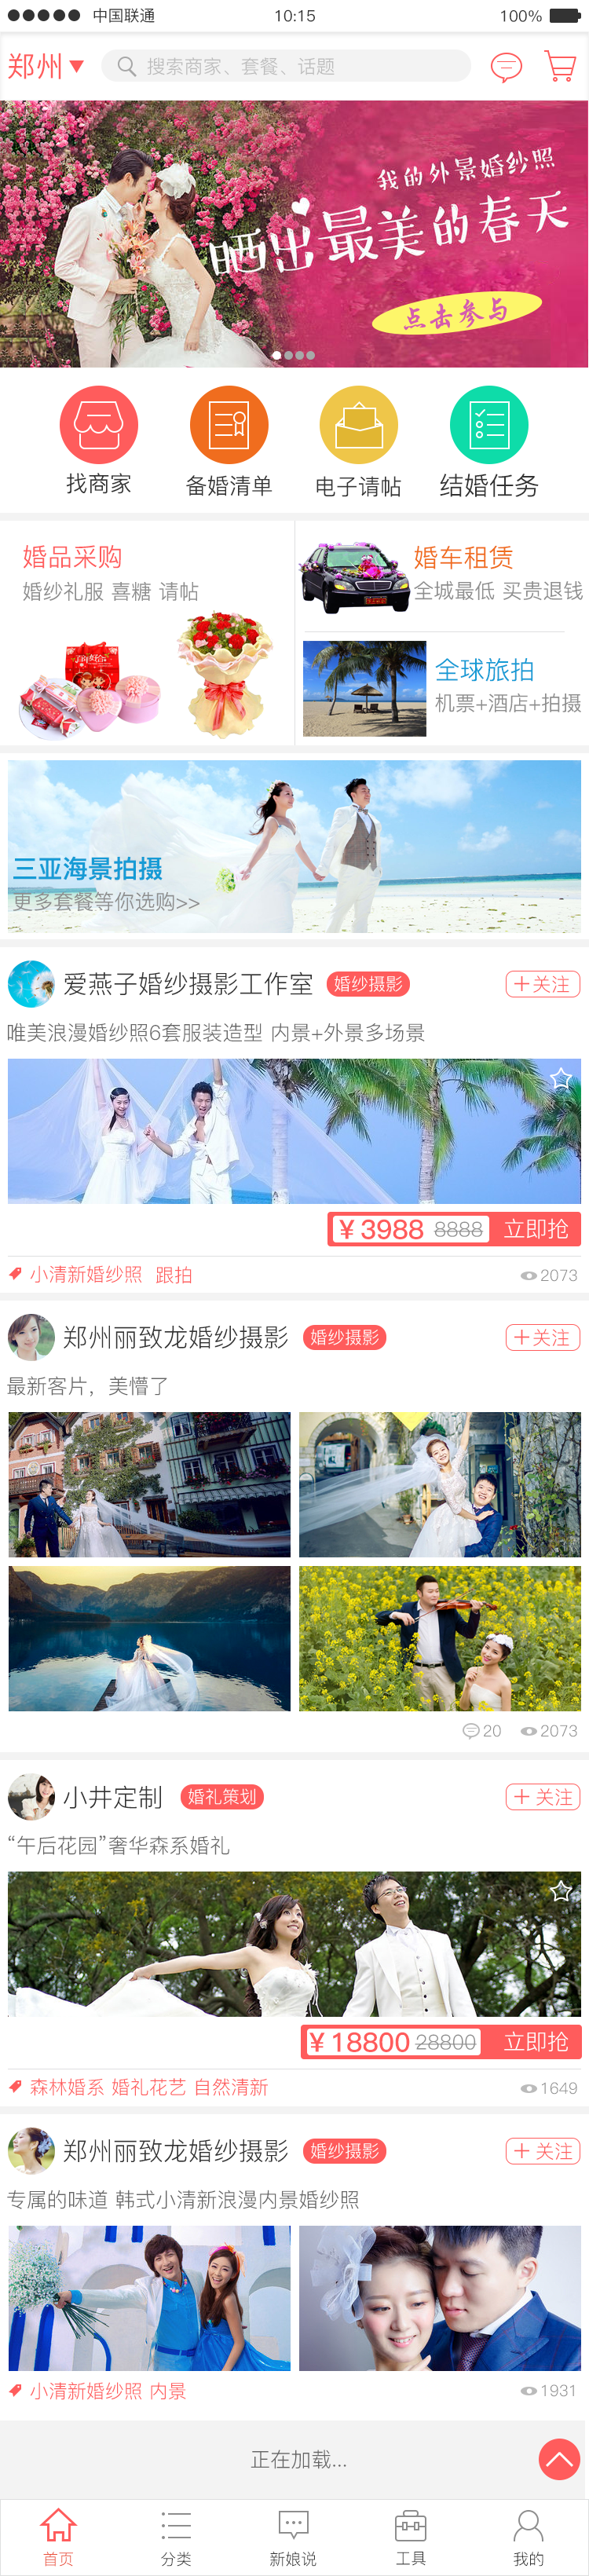 中国联通 10:15 100%
郑州 搜索商家、套餐、话题
我的外景婚纱照
晒出最美的春天
点击参与
找商家 备婚清单 电子请帖 结婚任务
婚品采购
婚纱礼服 喜糖 请帖
婚车租赁
全城最低 买贵退钱
全球旅拍
机票+酒店+拍摄
三亚海景拍摄
更多套餐等你选购>>
爱燕子婚纱摄影工作室 婚纱摄影 +关注
唯美浪漫婚纱照6套服装造型 内景+外景多场景
¥ 3988 8888 立即抢
小清新婚纱照 跟拍 2073
郑州丽致龙婚纱摄影 婚纱摄影 +关注
最新客片，美懵了
20 2073
小井定制 婚礼策划 + 关注
“午后花园”奢华森系婚礼
¥ 18800 28800 立即抢
森林婚系 婚礼花艺 自然清新 1649
郑州丽致龙婚纱摄影 婚纱摄影 + 关注
专属的味道 韩式小清新浪漫内景婚纱照
小清新婚纱照 内景 1931
正在加载...
首页 分类 新娘说 工具 我的